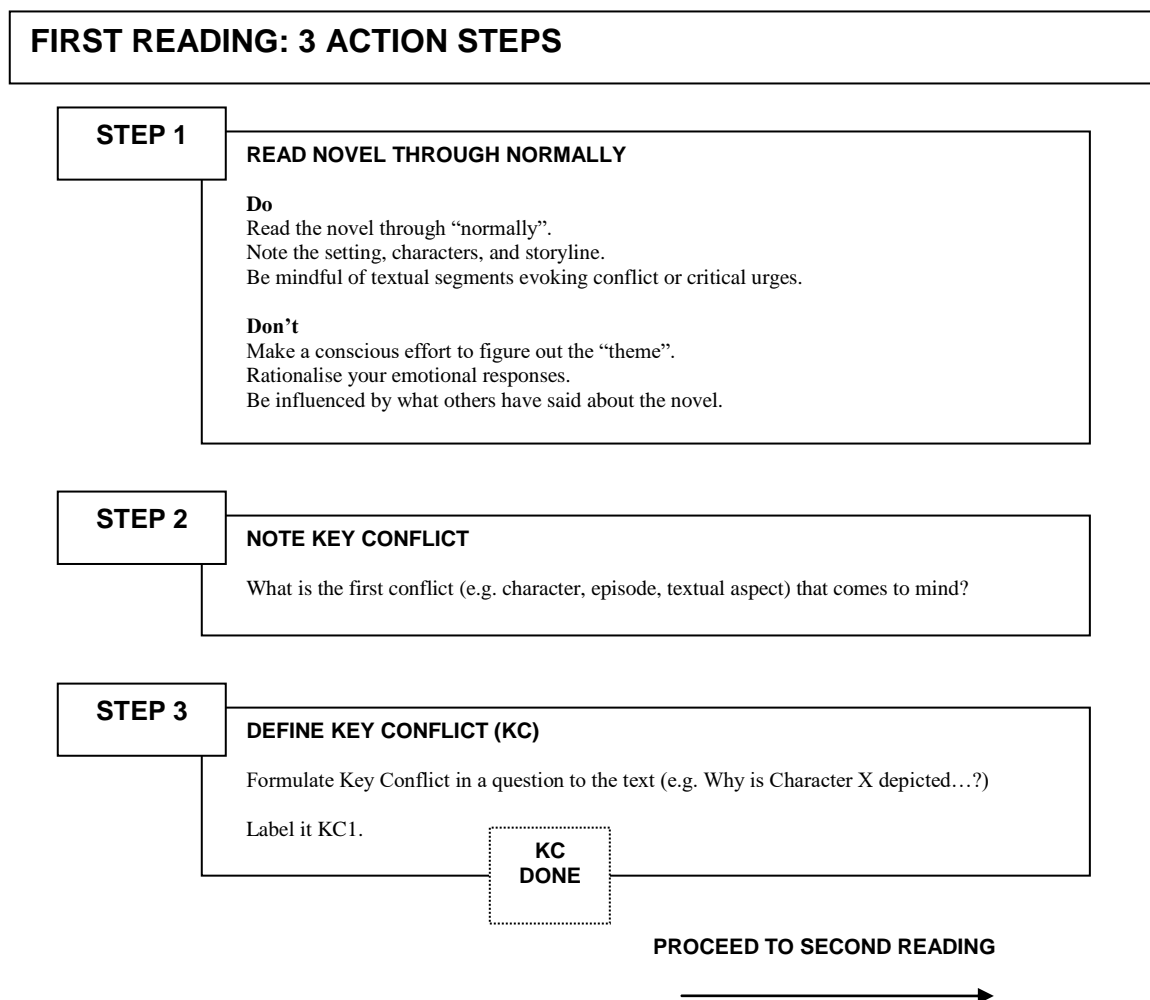 FIRST READING: 3 ACTION STEPS
STEP 1
READ NOVEL THROUGH NORMALLY
Do
Read the novel through “normally”.
Note the setting, characters, and storyline.
Be mindful of textual segments evoking conflict or critical urges.
Don’t
Make a conscious effort to figure out the “theme”.
Rationalise your emotional responses.
Be influenced by what others have said about the novel.
STEP 2
NOTE KEY CONFLICT
What is the first conflict (e.g. character, episode, textual aspect) that comes to mind?
STEP 3
DEFINE KEY CONFLICT (KC)
Formulate Key Conflict in a question to the text (e.g. Why is Character X depicted…?)
Label it KC1.
KC
DONE
PROCEED TO SECOND READING